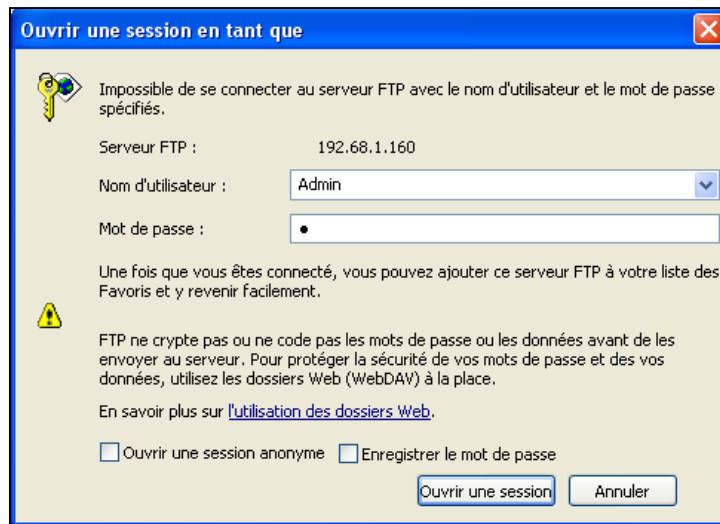 Ouvrir une session en tant que
Impossible de se connecter au serveur FTP avec le nom d'utilisateur et le mot de passe
spécifiés.
Serveur FTP : 192.68.1.160
Nom d'utilisateur : Admin
Mot de passe : ●
Une fois que vous êtes connecté, vous pouvez ajouter ce serveur FTP à votre liste des
Favoris et y revenir facilement.
FTP ne crypte pas ou ne code pas les mots de passe ou les données avant de les
envoyer au serveur. Pour protéger la sécurité de vos mots de passe et des vos
données, utilisez les dossiers Web (WebDAV) à la place.
En savoir plus sur l'utilisation des dossiers Web.
Ouvrir une session anonyme Enregistrer le mot de passe
Ouvrir une session Annuler